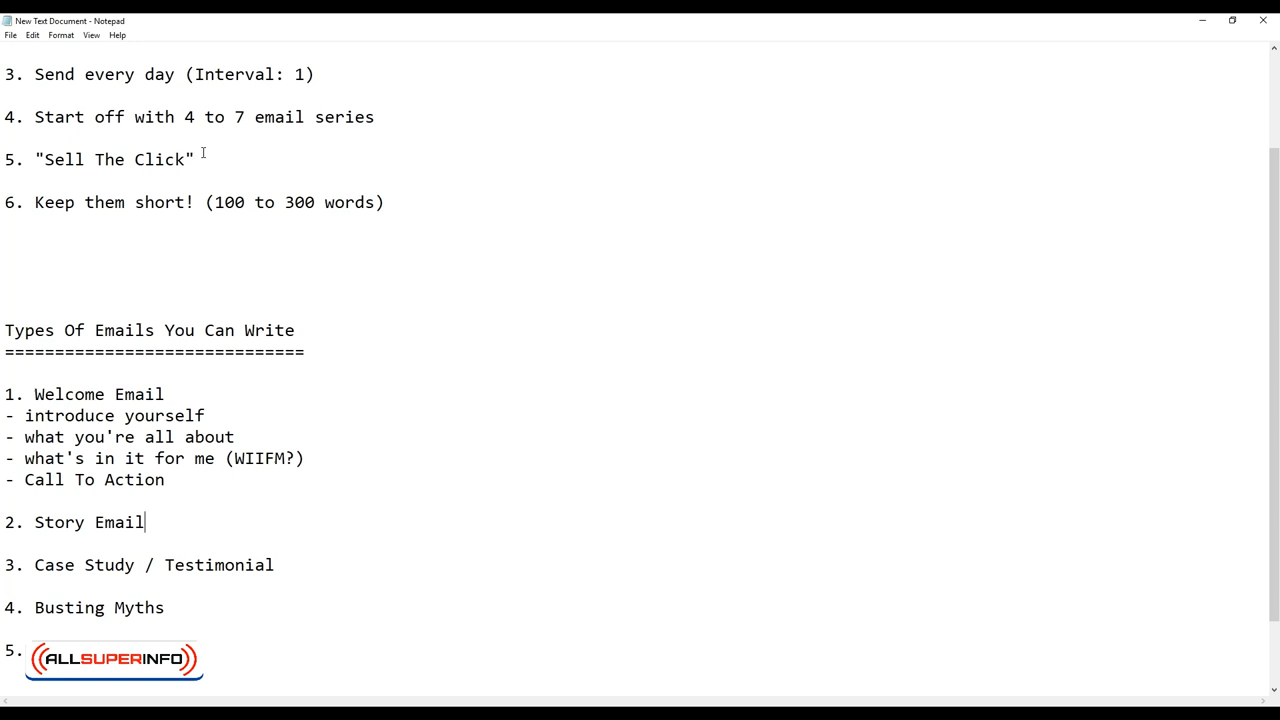 New Text Document - Notepad
File Edit Format View Help
3. Send every day (Interval: 1)
4. Start off with 4 to 7 email series
5. "Sell The Click"
6. Keep them short! (100 to 300 words)
Types Of Emails You Can Write
==============================
1. Welcome Email
- introduce yourself
- what you're all about
- what's in it for me (WIIFM?)
- Call To Action
2. Story Email
3. Case Study / Testimonial
4. Busting Myths
5.
ALLSUPERINFO